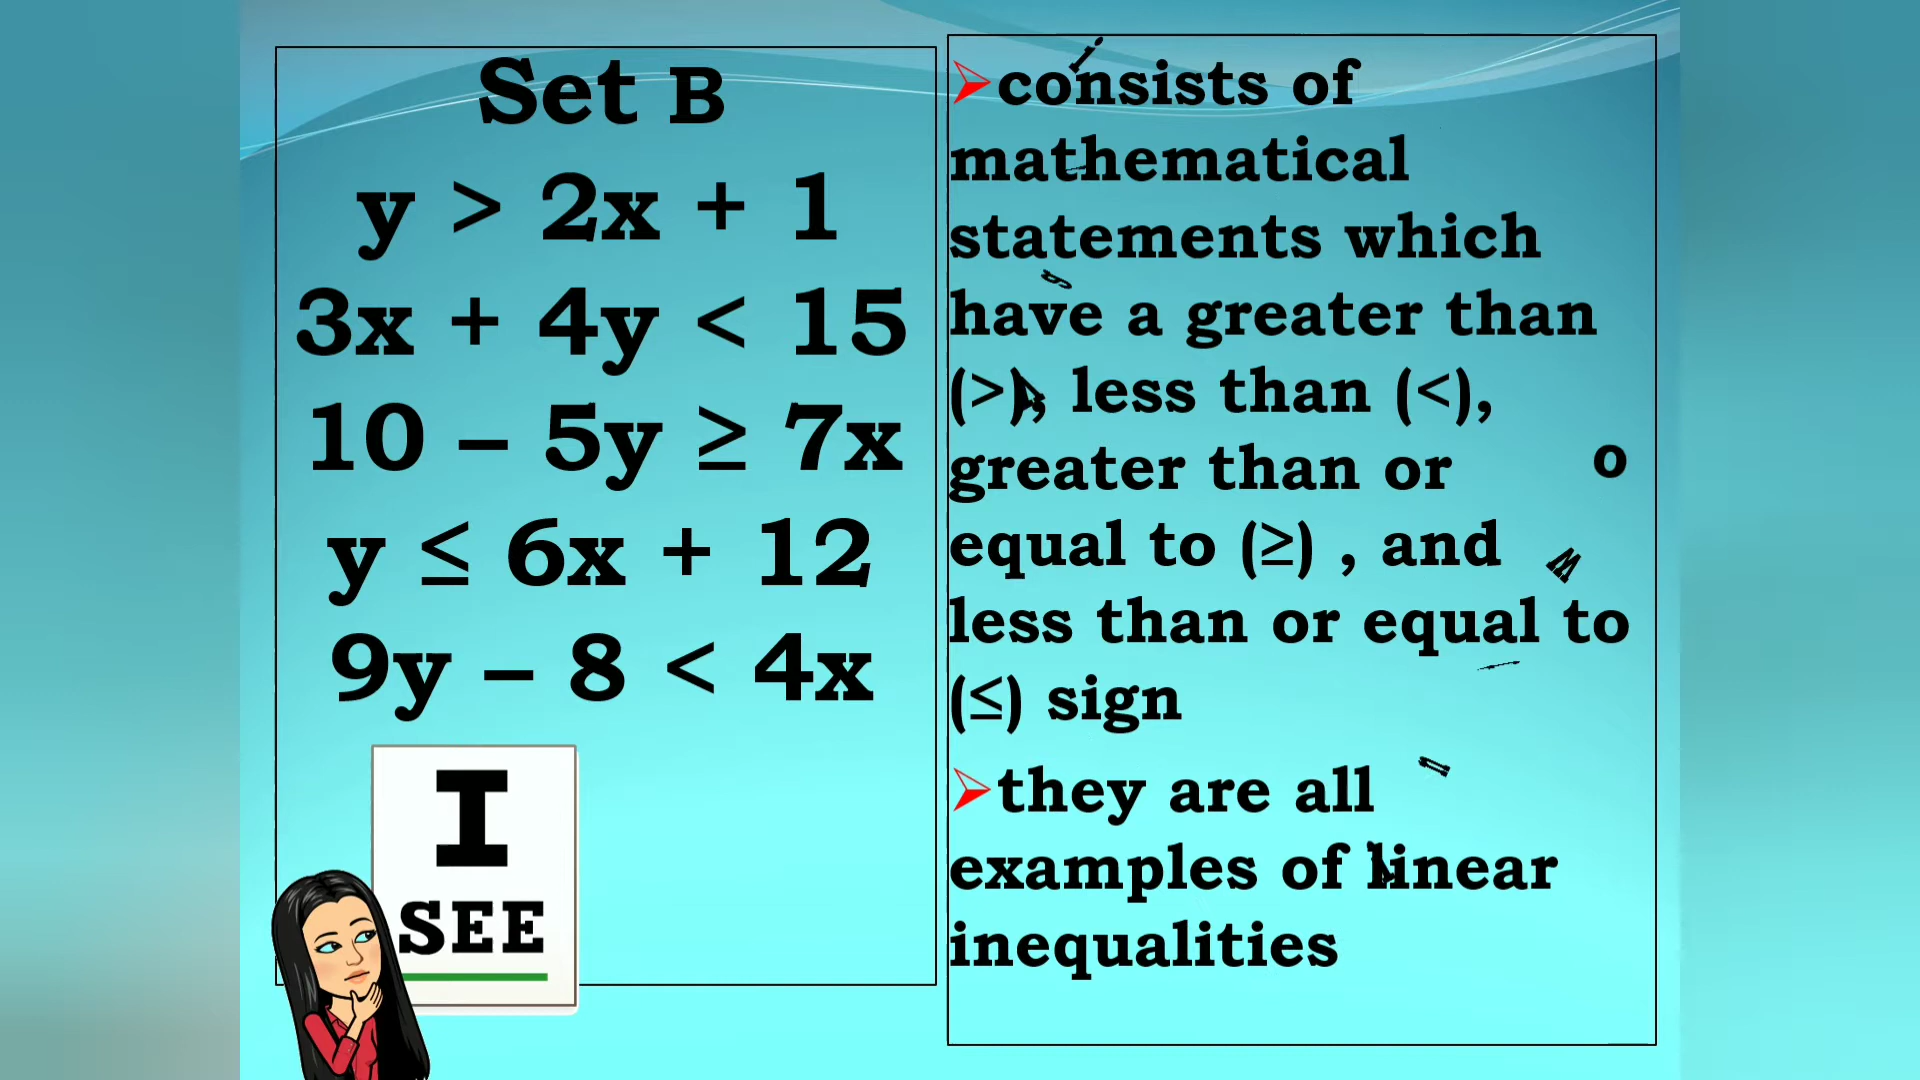 Set B
y > 2x + 1
3x + 4y < 15
10 – 5y ≥ 7x
y ≤ 6x + 12
9y – 8 < 4x
I
SEE
consists of
mathematical
statements which
have a greater than
(>), less than (<),
greater than or
equal to (≥) , and
less than or equal to
(≤) sign
they are all
examples of linear
inequalities
o